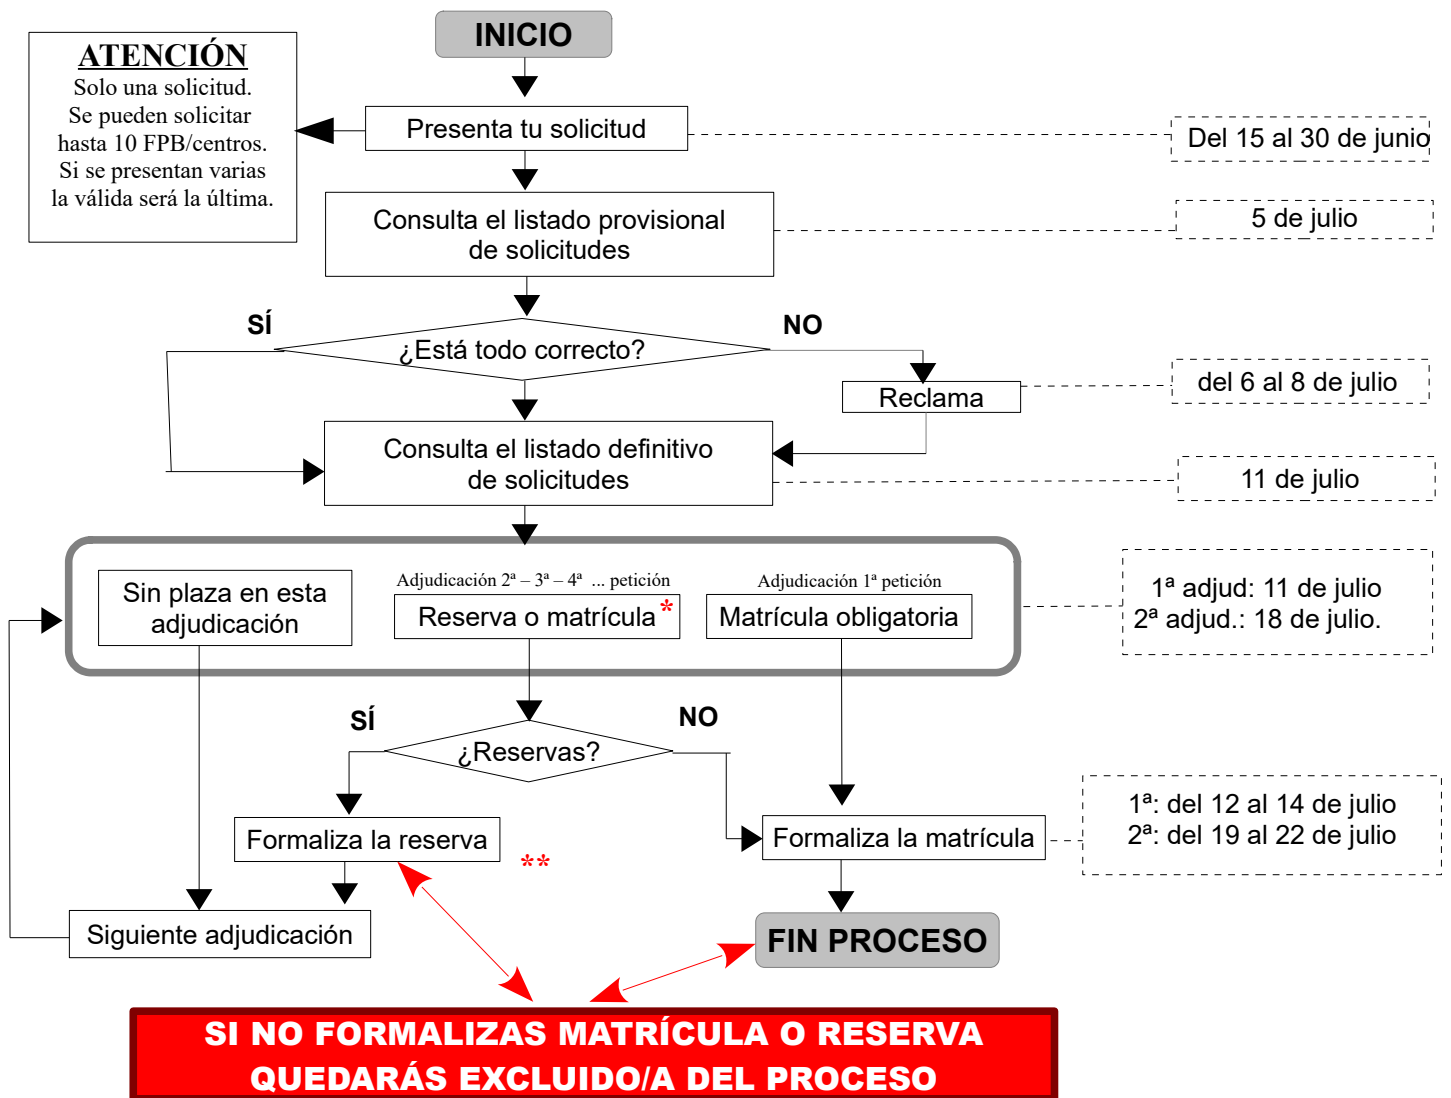 INICIO
ATENCIÓN
Solo una solicitud.
Se pueden solicitar
hasta 10 FPB/centros.
Si se presentan varias
la válida será la última.
Presenta tu solicitud
Del 15 al 30 de junio
Consulta el listado provisional
de solicitudes
5 de julio
SÍ
NO
¿Está todo correcto?
Reclama
del 6 al 8 de julio
Consulta el listado definitivo
de solicitudes
11 de julio
Sin plaza en esta
adjudicación
Adjudicación 2ª – 3ª – 4ª ... petición
Reserva o matrícula *
Adjudicación 1ª petición
Matrícula obligatoria
1ª adjud: 11 de julio
2ª adjud.: 18 de julio.
SÍ
NO
¿Reservas?
Formaliza la reserva
**
Formaliza la matrícula
1ª: del 12 al 14 de julio
2ª: del 19 al 22 de julio
Siguiente adjudicación
FIN PROCESO
SI NO FORMALIZAS MATRÍCULA O RESERVA
QUEDARÁS EXCLUIDO/A DEL PROCESO